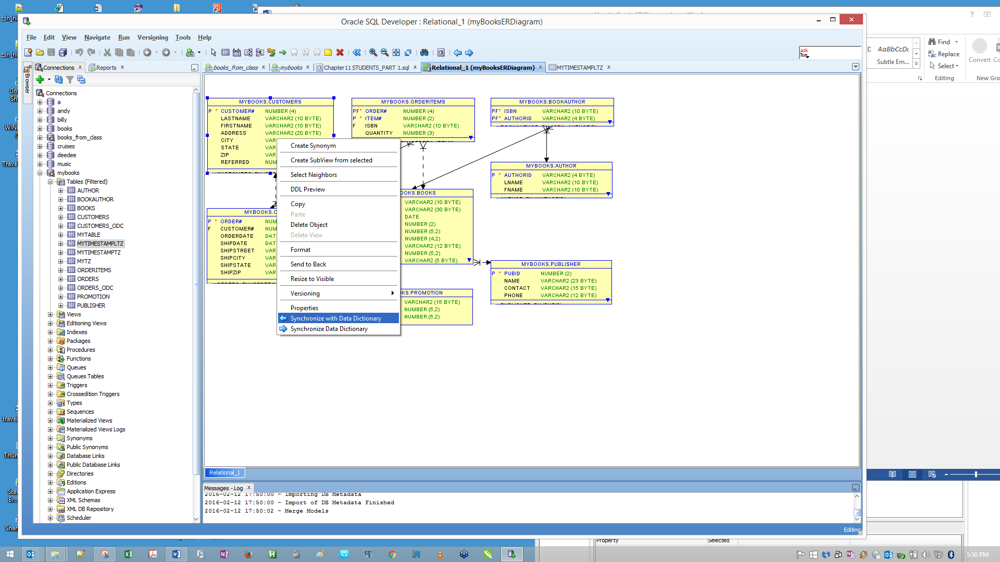 zsh_hi
zsh_hi
Oracle SQL Developer : Relational_1 (myBooksERDiagram)
File Edit View Navigate Run Versioning Tools Help
ask
Tom
Find
Replace
Select
Editing
AaBbCcDc
Subtle Em...
Convert
New Gro
Browser
Connections
Reports
books_from_class
mybooks
Chapter11 STUDENTS_PART 1.sql
Relational_1 (myBooksERDiagram)
MYTIMESTAMPLTZ
Connections
a
andy
billy
books
books_from_class
cruises
deedee
music
mybooks
Tables (Filtered)
AUTHOR
BOOKAUTHOR
BOOKS
CUSTOMERS
CUSTOMERS_ODC
MYTABLE
MYTIMESTAMPLTZ
MYTIMESTAMPTZ
MYTZ
ORDERITEMS
ORDERS
ORDERS_ODC
PROMOTION
PUBLISHER
Views
Editioning Views
Indexes
Packages
Procedures
Functions
Queues
Queues Tables
Triggers
Crossedition Triggers
Types
Sequences
Materialized Views
Materialized Views Logs
Synonyms
Public Synonyms
Database Links
Public Database Links
Directories
Editions
Application Express
XML Schemas
XML DB Repository
Scheduler
MYBOOKS.CUSTOMERS
P * CUSTOMER# NUMBER (4)
LASTNAME VARCHAR2 (10 BYTE)
FIRSTNAME VARCHAR2 (10 BYTE)
ADDRESS VARCHAR2 (20 BYTE)
CITY VAR
STATE VAR
ZIP VAR
REFERRED NUM
MYBOOKS.ORDERITEMS
PF* ORDER# NUMBER (4)
P * ITEM# NUMBER (2)
F ISBN VARCHAR2 (10 BYTE)
QUANTITY NUMBER (3)
MYBOOKS.BOOKAUTHOR
PF* ISBN VARCHAR2 (10 BYTE)
PF* AUTHORID VARCHAR2 (4 BYTE)
MYBOOKS.AUTHOR
P * AUTHORID VARCHAR2 (4 BYTE)
LNAME VARCHAR2 (10 BYTE)
FNAME VARCHAR2 (10 BYTE)
MYBOOKS.O
P * ORDER# NUM
F CUSTOMER# NUM
ORDERDATE DAT
SHIPDATE DAT
SHIPSTREET VAR
SHIPCITY VAR
SHIPSTATE VAR
SHIPZIP VAR
OOKS.BOOKS
VARCHAR2 (10 BYTE)
VARCHAR2 (30 BYTE)
DATE
NUMBER (2)
NUMBER (5,2)
NUMBER (4,2)
VARCHAR2 (12 BYTE)
NUMBER (5,2)
VARCHAR2 (5 BYTE)
MYBOOKS.PUBLISHER
P * PUBID NUMBER (2)
NAME VARCHAR2 (23 BYTE)
CONTACT VARCHAR2 (15 BYTE)
PHONE VARCHAR2 (12 BYTE)
KS.PROMOTION
VARCHAR2 (15 BYTE)
NUMBER (5,2)
NUMBER (5,2)
Create Synonym
Create SubView from selected
Select Neighbors
DDL Preview
Copy
Paste
Delete Object
Delete View
Format
Send to Back
Resize to Visible
Versioning
Properties
Synchronize with Data Dictionary
Synchronize Data Dictionary
Relational_1
Messages - Log
2016-02-12 17:50:00 - Importing DB Metadata
2016-02-12 17:50:00 - Import of DB Metadata Finished
2016-02-12 17:50:02 - Merge Models
Editing
Property
Selected
5:50 PM